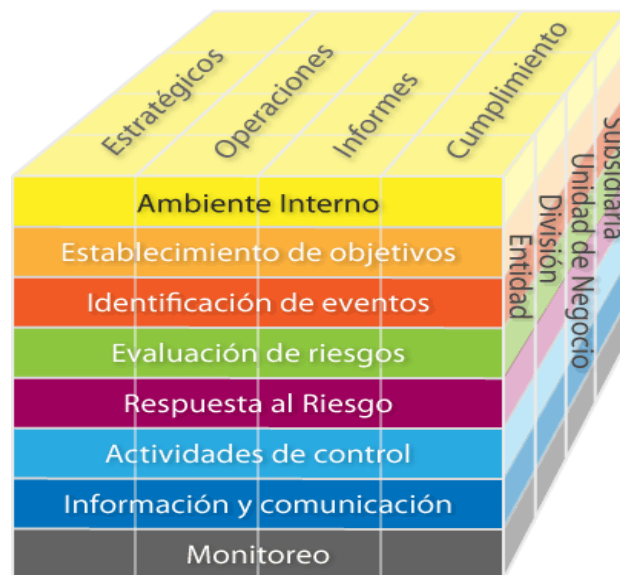 Estratégicos
Operaciones
Informes
Cumplimiento
Ambiente Interno
Establecimiento de objetivos
Identificación de eventos
Evaluación de riesgos
Respuesta al Riesgo
Actividades de control
Información y comunicación
Monitoreo
Entidad
División
Unidad de Negocio
Subsidiaria